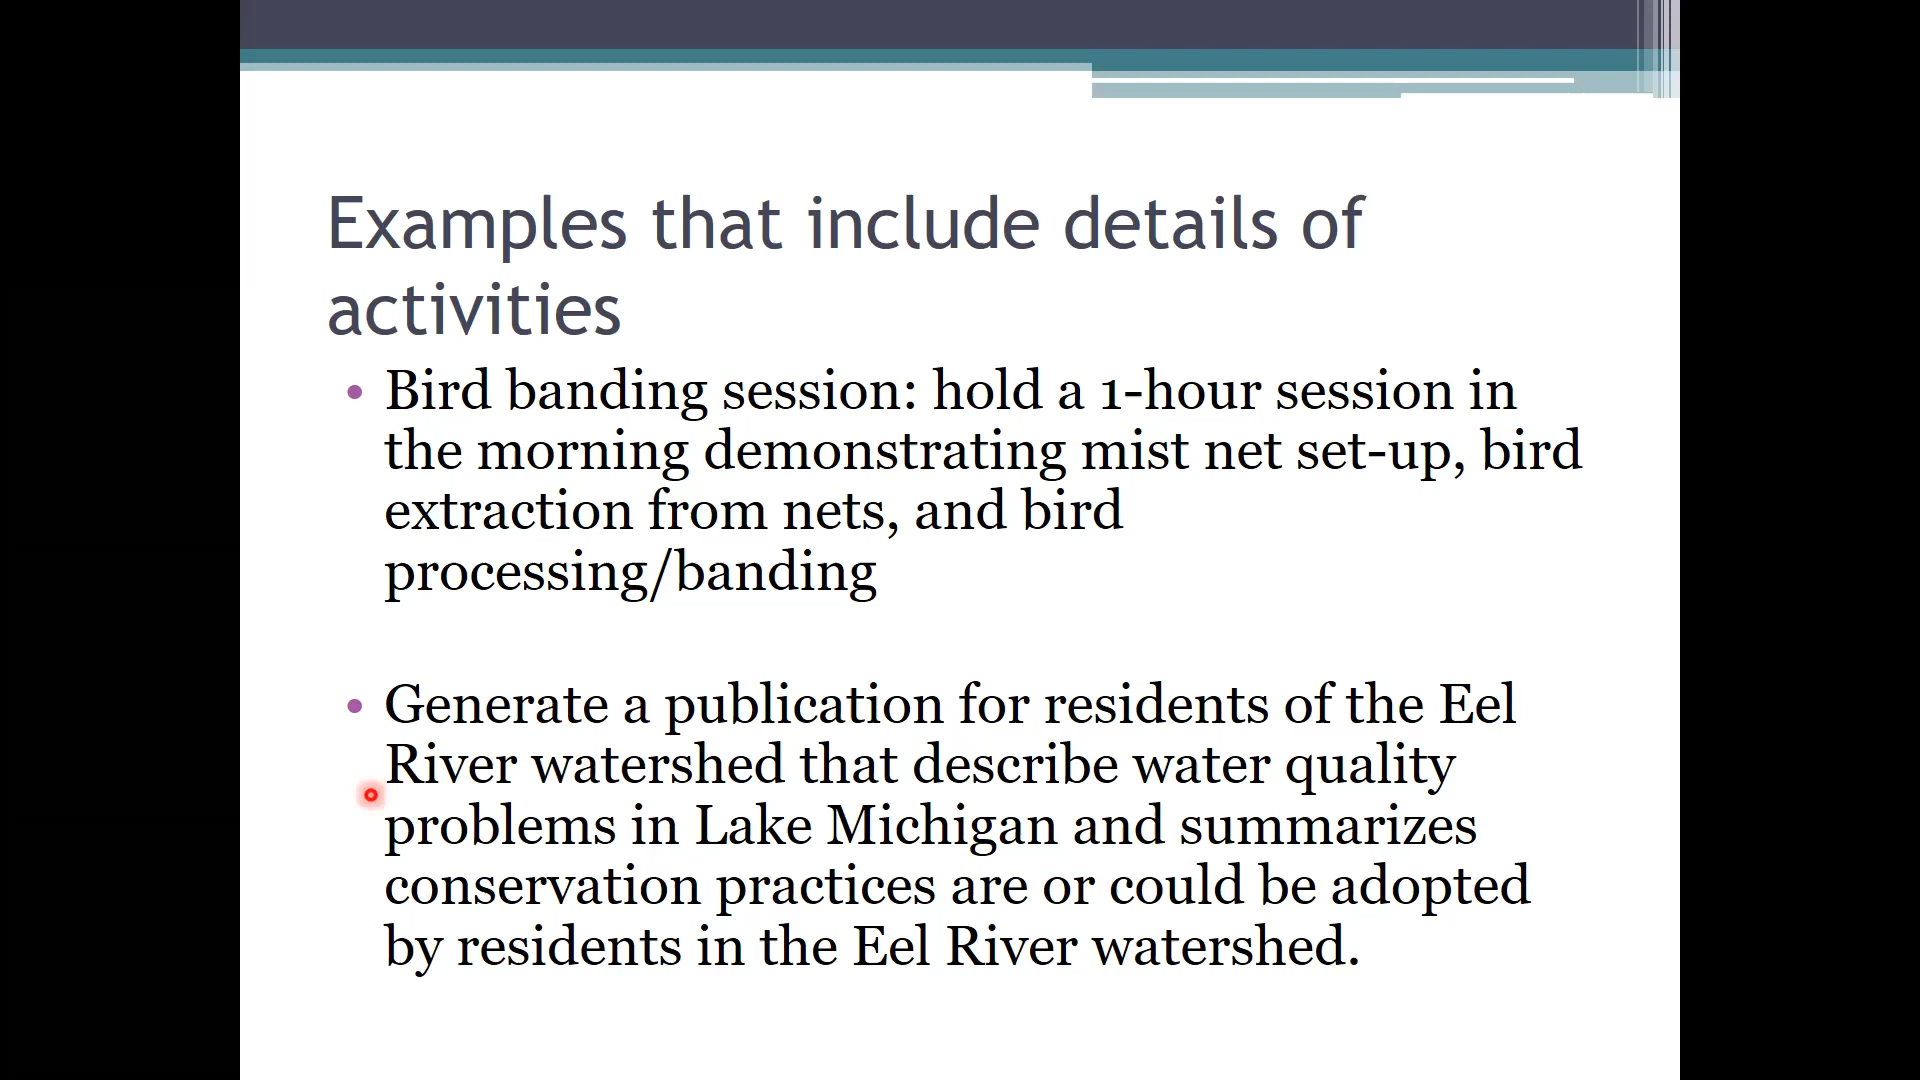 Examples that include details of
activities
• Bird banding session: hold a 1-hour session in
the morning demonstrating mist net set-up, bird
extraction from nets, and bird
processing/banding
• Generate a publication for residents of the Eel
River watershed that describe water quality
problems in Lake Michigan and summarizes
conservation practices are or could be adopted
by residents in the Eel River watershed.